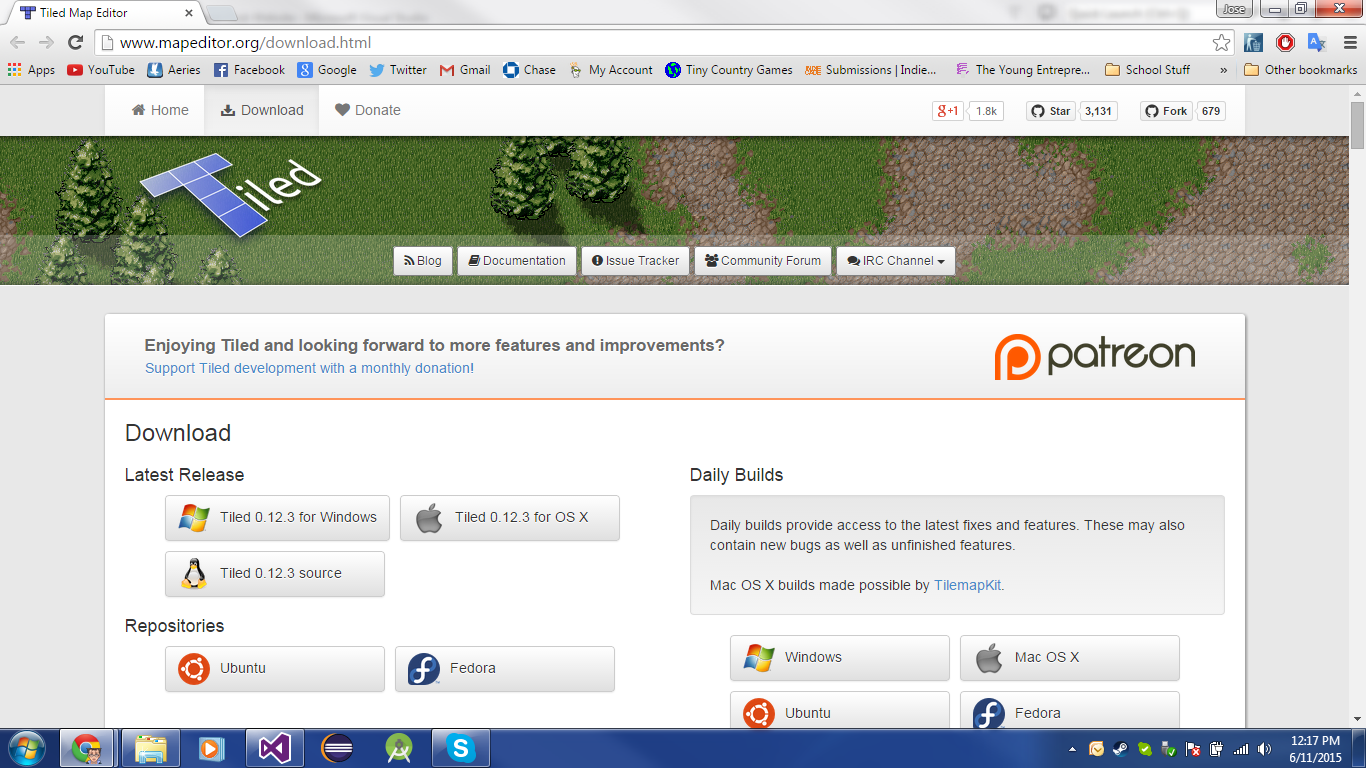 Tiled Map Editor
Jose
www.mapeditor.org/download.html
Apps YouTube Aeries Facebook Google Twitter Gmail Chase My Account Tiny Country Games Submissions | Indie... The Young Entrepre... School Stuff » Other bookmarks
Home Download Donate
g+1 1.8k Star 3,131 Fork 679
Tiled
Blog Documentation Issue Tracker Community Forum IRC Channel
Enjoying Tiled and looking forward to more features and improvements?
Support Tiled development with a monthly donation!
patreon
Download
Latest Release
Tiled 0.12.3 for Windows
Tiled 0.12.3 for OS X
Tiled 0.12.3 source
Repositories
Ubuntu
Fedora
Daily Builds
Daily builds provide access to the latest fixes and features. These may also
contain new bugs as well as unfinished features.
Mac OS X builds made possible by TilemapKit.
Windows
Mac OS X
Ubuntu
Fedora
12:17 PM
6/11/2015